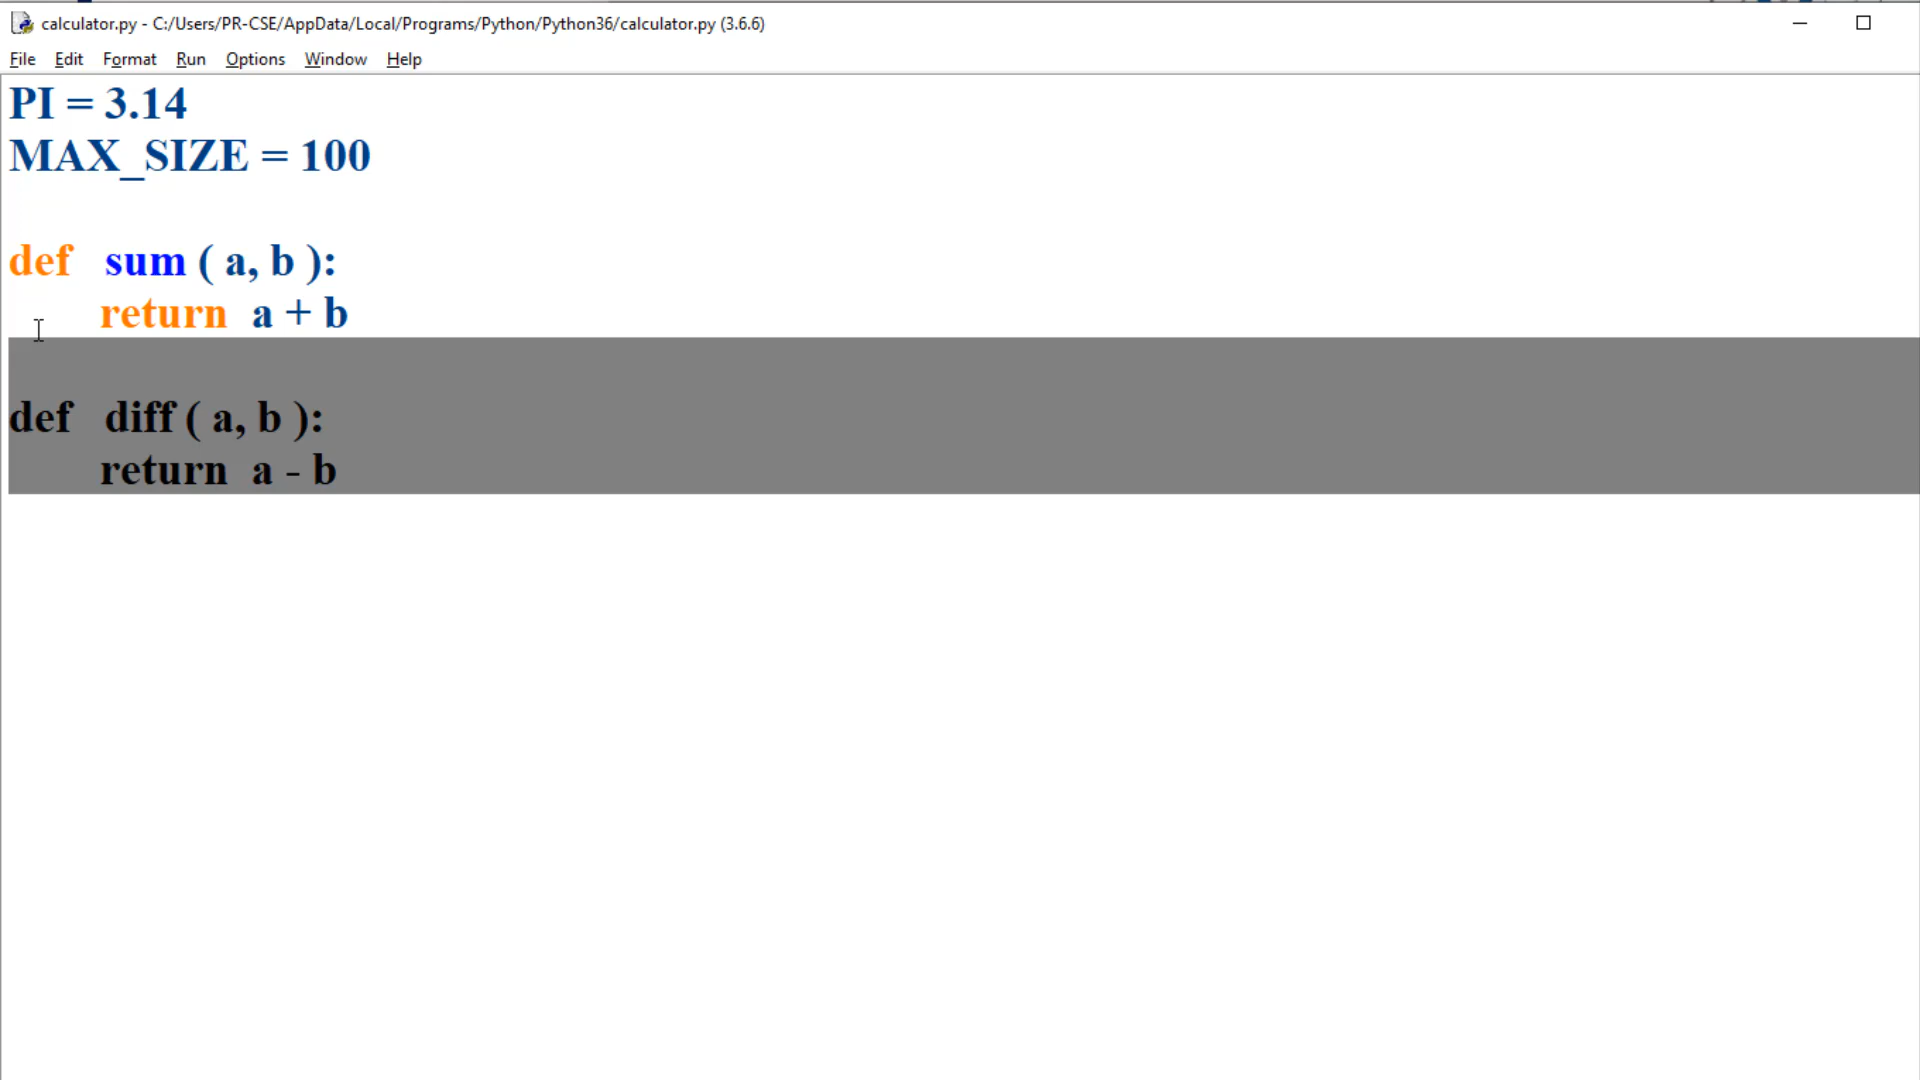 calculator.py - C:/Users/PR-CSE/AppData/Local/Programs/Python/Python36/calculator.py (3.6.6)
File Edit Format Run Options Window Help
PI = 3.14
MAX_SIZE = 100
def sum ( a, b ):
return a + b
def diff ( a, b ):
return a - b